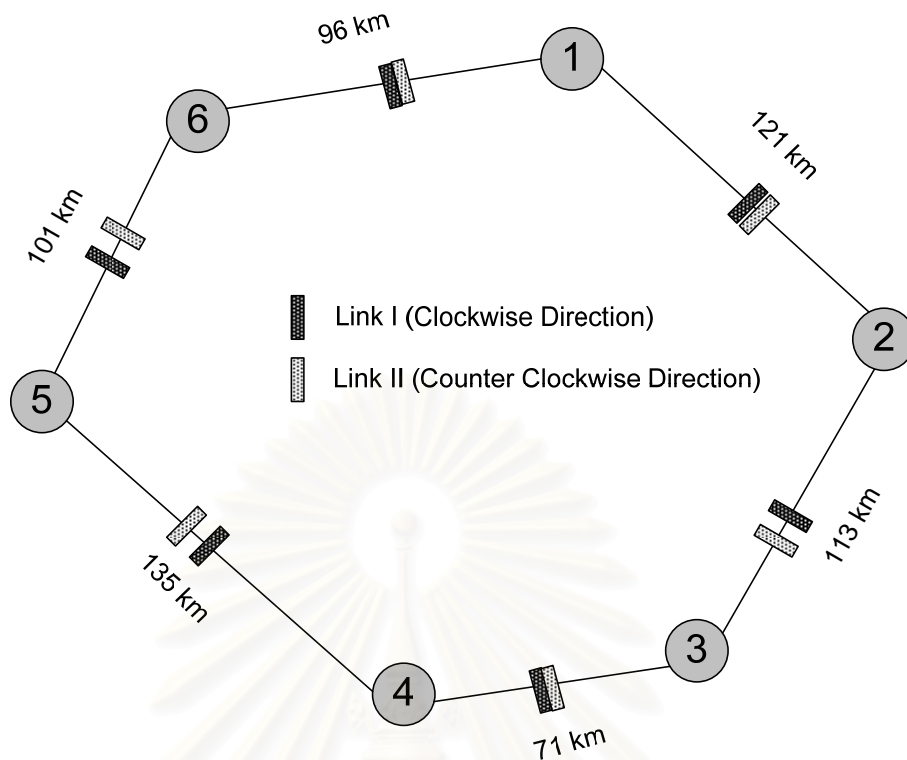 96 km
1
6
121 km
101 km
Link I (Clockwise Direction)
2
Link II (Counter Clockwise Direction)
5
113 km
135 km
3
4
71 km